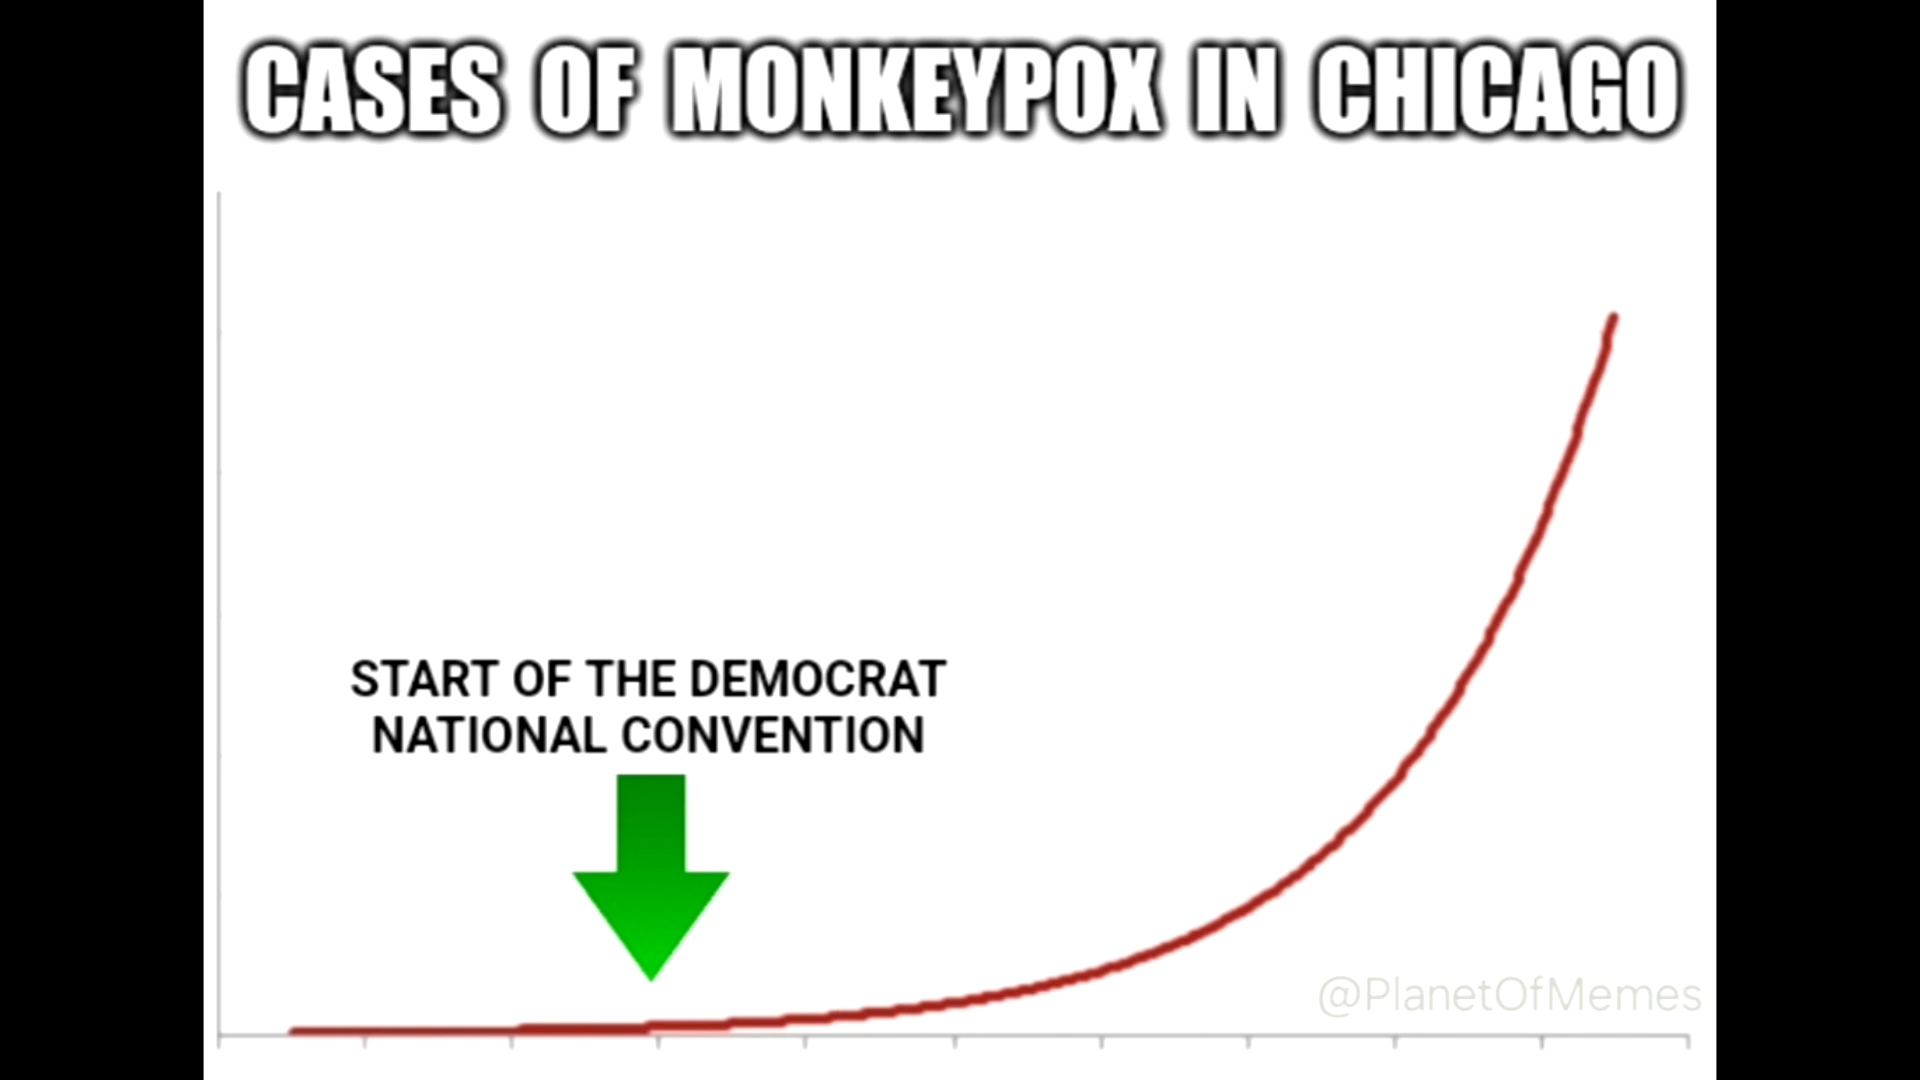 CASES OF MONKEYPOX IN CHICAGO
START OF THE DEMOCRAT
NATIONAL CONVENTION
@PlanetOfMemes